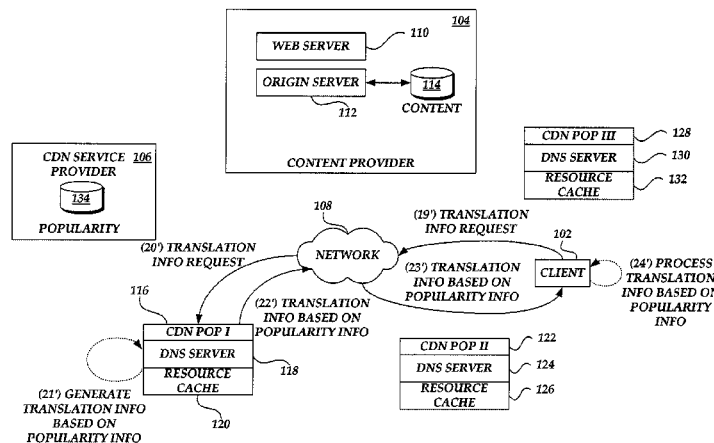 104
WEB SERVER
110
ORIGIN SERVER
114
112
CONTENT
CONTENT PROVIDER
CDN SERVICE
PROVIDER
106
134
POPULARITY
CDN POP III
128
DNS SERVER
130
RESOURCE
CACHE
132
108
NETWORK
(19') TRANSLATION
INFO REQUEST
102
CLIENT
(20') TRANSLATION
INFO REQUEST
(23') TRANSLATION
INFO BASED ON
POPULARITY INFO
(24') PROCESS
TRANSLATION
INFO BASED ON
POPULARITY
INFO
(22') TRANSLATION
INFO BASED ON
POPULARITY INFO
116
CDN POP I
DNS SERVER
118
RESOURCE
CACHE
120
(21') GENERATE
TRANSLATION INFO
BASED ON
POPULARITY INFO
CDN POP II
122
DNS SERVER
124
RESOURCE
CACHE
126